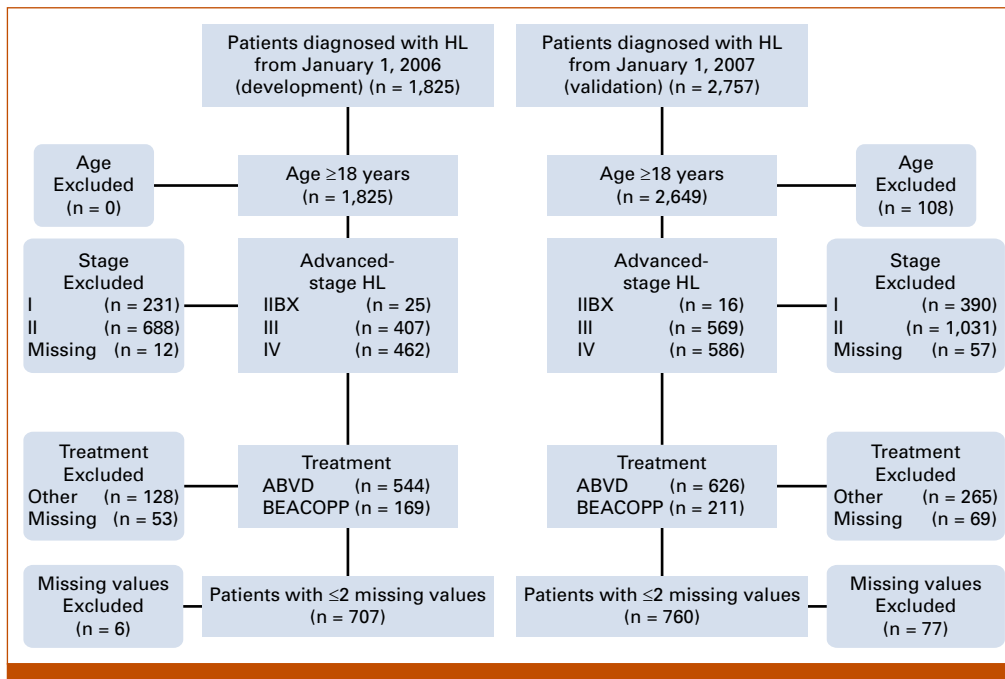 Patients diagnosed with HL
from January 1, 2006
(development) (n = 1,825)
Patients diagnosed with HL
from January 1, 2007
(validation) (n = 2,757)
Age
Excluded
(n = 0)
Age ≥18 years
(n = 1,825)
Age ≥18 years
(n = 2,649)
Age
Excluded
(n = 108)
Stage
Excluded
I (n = 231)
II (n = 688)
Missing (n = 12)
Advanced-
stage HL
IIBX (n = 25)
III (n = 407)
IV (n = 462)
Advanced-
stage HL
IIBX (n = 16)
III (n = 569)
IV (n = 586)
Stage
Excluded
I (n = 390)
II (n = 1,031)
Missing (n = 57)
Treatment
Excluded
Other (n = 128)
Missing (n = 53)
Treatment
ABVD (n = 544)
BEACOPP (n = 169)
Treatment
ABVD (n = 626)
BEACOPP (n = 211)
Treatment
Excluded
Other (n = 265)
Missing (n = 69)
Missing values
Excluded
(n = 6)
Patients with ≤2 missing values
(n = 707)
Patients with ≤2 missing values
(n = 760)
Missing values
Excluded
(n = 77)